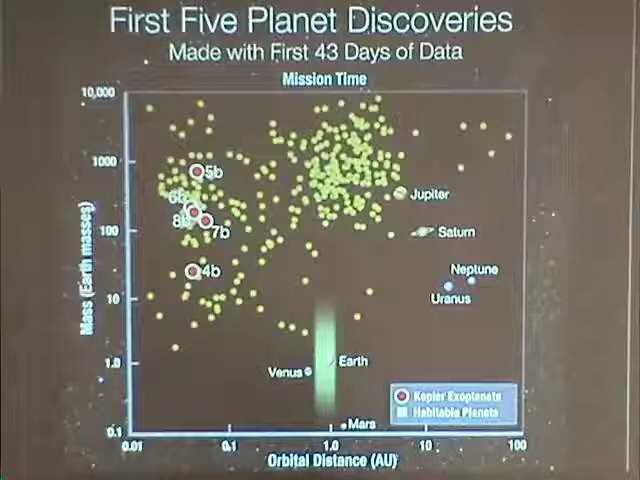 First Five Planet Discoveries
Made with First 43 Days of Data
Mission Time
10,000
1000
100
10
1.0
0.1
Mass (Earth masses)
5b
6b
8b
7b
4b
Jupiter
Saturn
Neptune
Uranus
Earth
Venus
Mars
Kepler Exoplanets
Habitable Planets
0.01
0.1
1.0
10
100
Orbital Distance (AU)